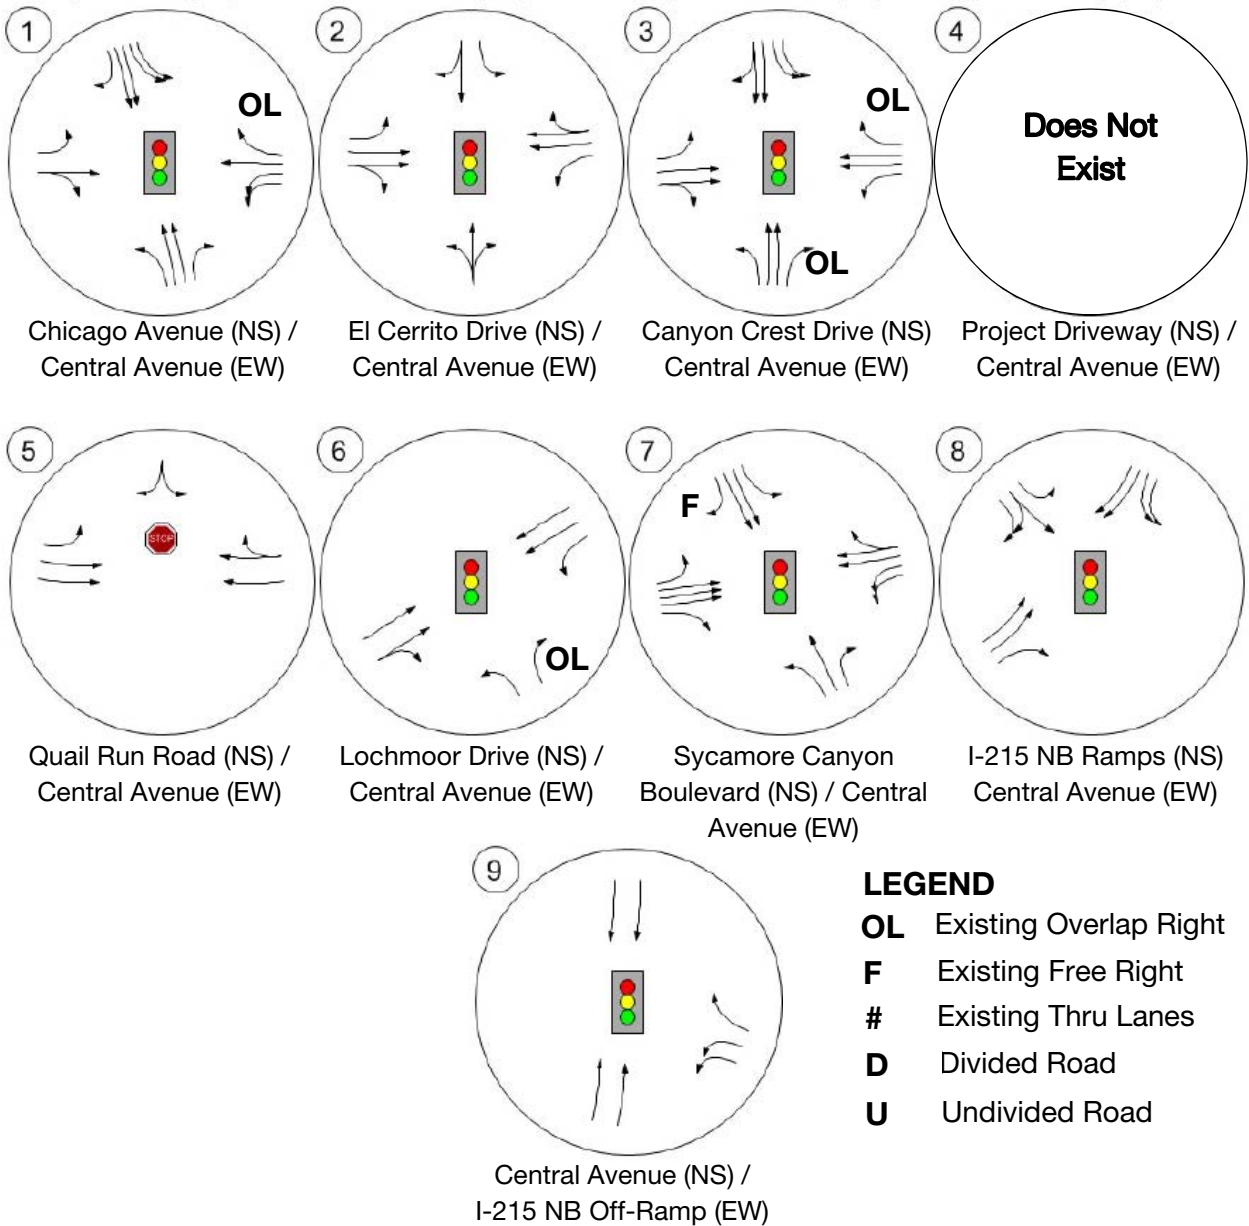 1
OL
Chicago Avenue (NS) /
Central Avenue (EW)
2
El Cerrito Drive (NS) /
Central Avenue (EW)
3
OL
OL
Canyon Crest Drive (NS)
Central Avenue (EW)
4
Does Not
Exist
Project Driveway (NS) /
Central Avenue (EW)
5
STOP
Quail Run Road (NS) /
Central Avenue (EW)
6
OL
Lochmoor Drive (NS) /
Central Avenue (EW)
7
F
Sycamore Canyon
Boulevard (NS) / Central
Avenue (EW)
8
I-215 NB Ramps (NS)
Central Avenue (EW)
9
Central Avenue (NS) /
I-215 NB Off-Ramp (EW)
LEGEND
OL Existing Overlap Right
F Existing Free Right
# Existing Thru Lanes
D Divided Road
U Undivided Road